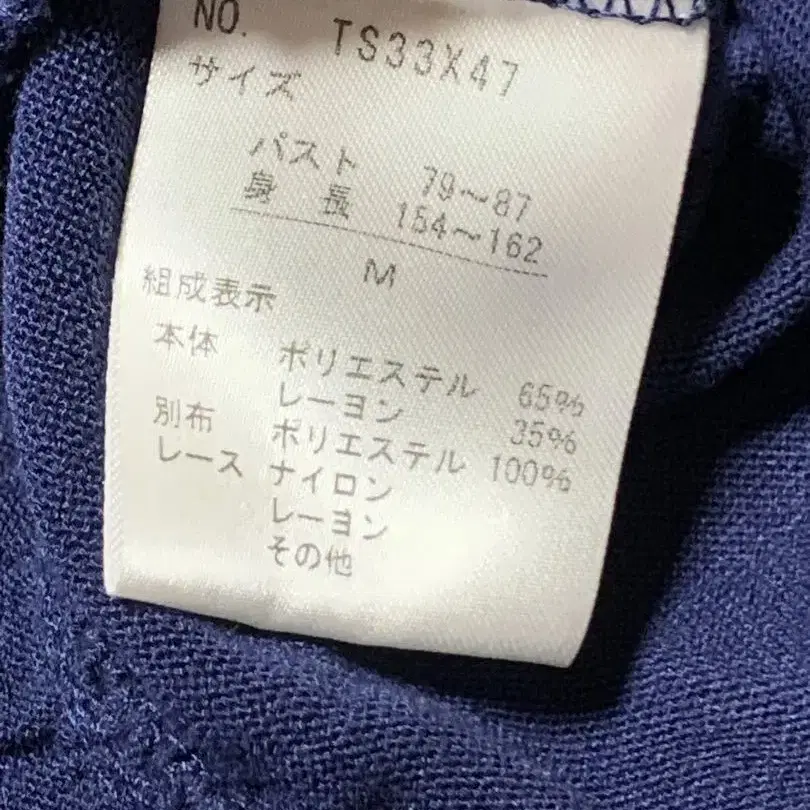 NO. TS33X47
サイズ
バスト 79～87
身長 154～162
M
組成表示
本体 ポリエステル 65%
レーヨン 35%
別布 ポリエステル 100%
レース ナイロン
レーヨン
その他